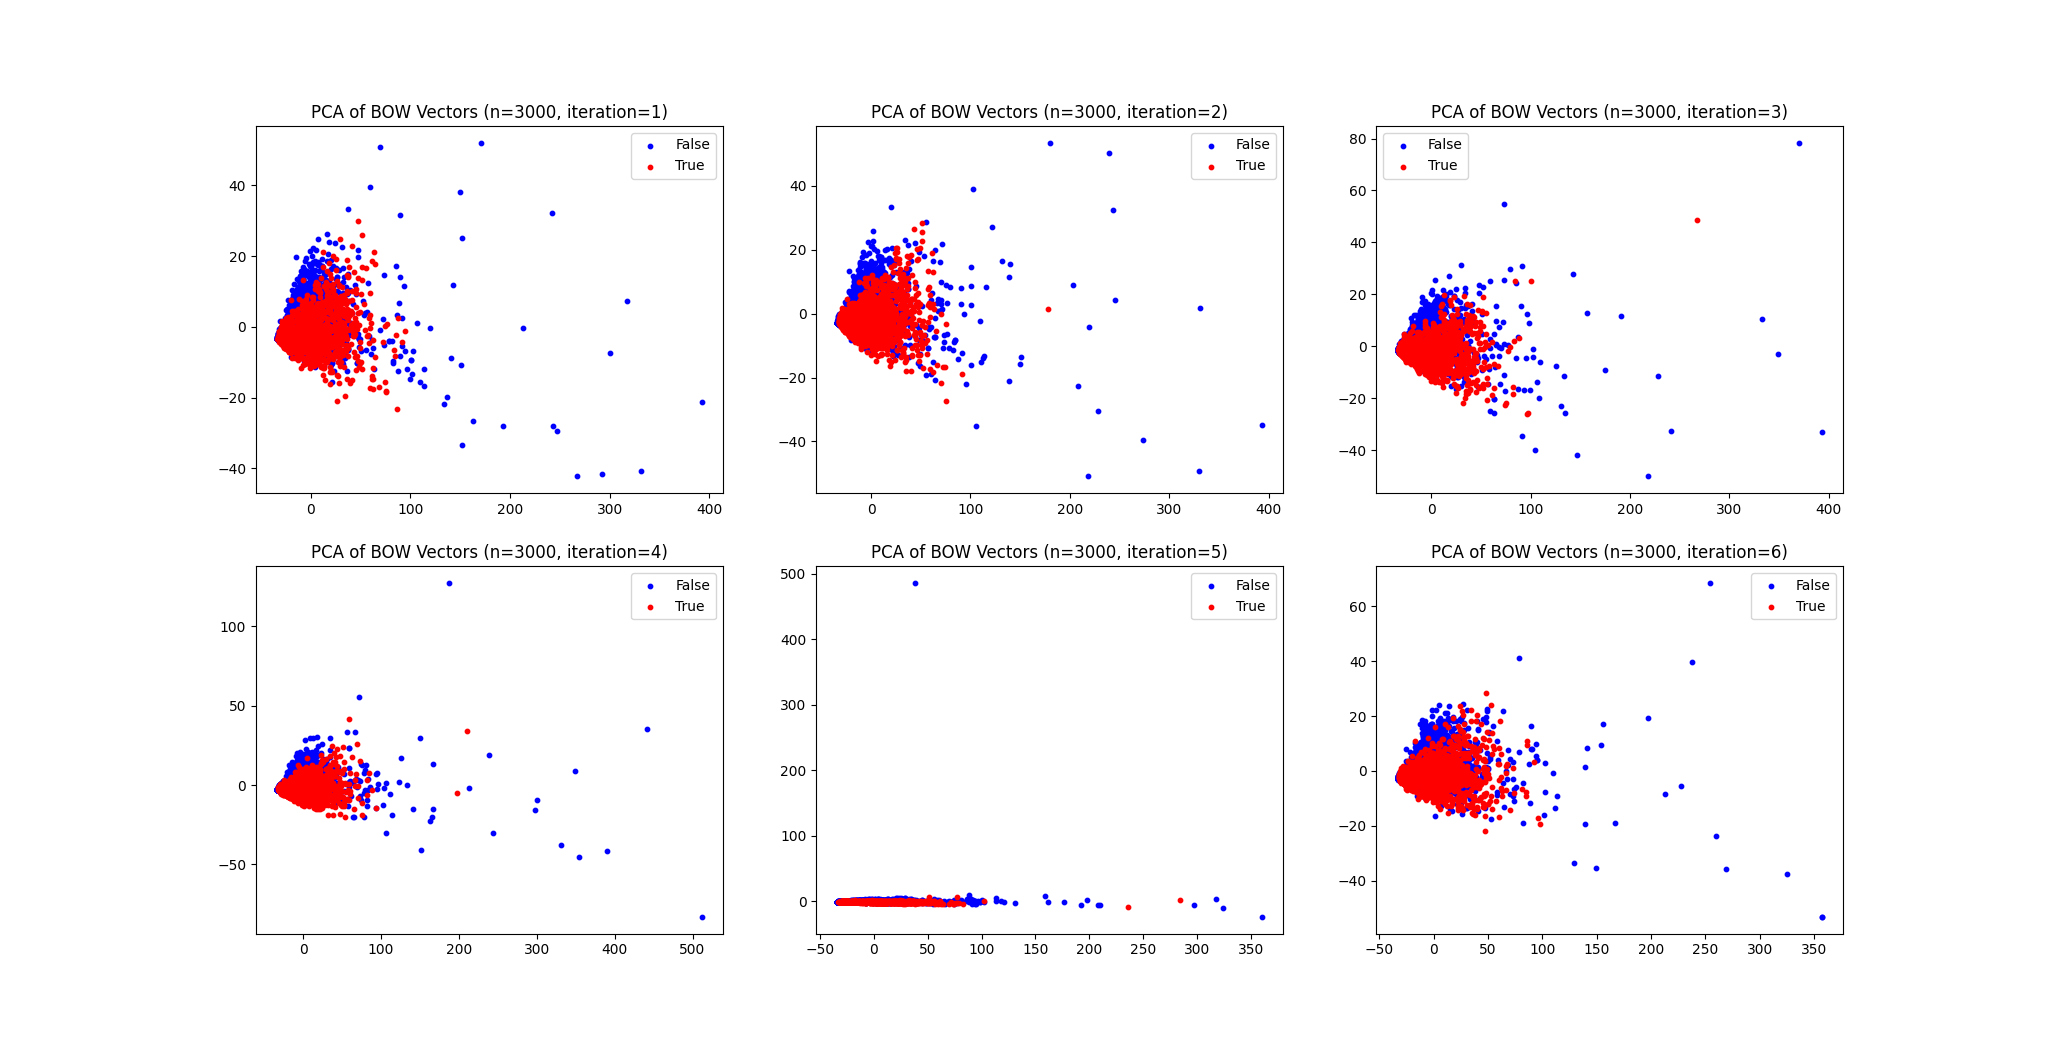 PCA of BOW Vectors (n=3000, iteration=1)
False
True
40
20
0
−20
−40
0 100 200 300 400
PCA of BOW Vectors (n=3000, iteration=2)
False
True
40
20
0
−20
−40
0 100 200 300 400
PCA of BOW Vectors (n=3000, iteration=3)
False
True
80
60
40
20
0
−20
−40
0 100 200 300 400
PCA of BOW Vectors (n=3000, iteration=4)
False
True
100
50
0
−50
0 100 200 300 400 500
PCA of BOW Vectors (n=3000, iteration=5)
False
True
500
400
300
200
100
0
−50 0 50 100 150 200 250 300 350
PCA of BOW Vectors (n=3000, iteration=6)
False
True
60
40
20
0
−20
−40
−50 0 50 100 150 200 250 300 350